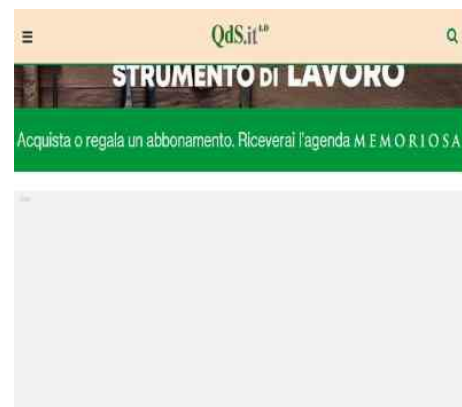 QdS.it
STRUMENTO DI LAVORO
Acquista o regala un abbonamento. Riceverai l'agenda MEMORIOSA